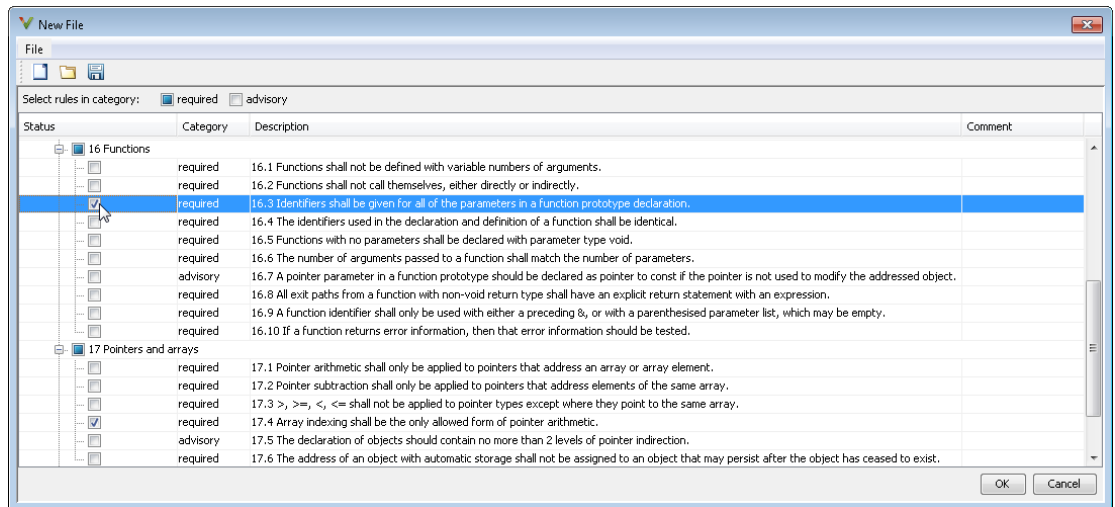 New File
File
Select rules in category: required advisory
Status Category Description Comment
16 Functions
required 16.1 Functions shall not be defined with variable numbers of arguments.
required 16.2 Functions shall not call themselves, either directly or indirectly.
required 16.3 Identifiers shall be given for all of the parameters in a function prototype declaration.
required 16.4 The identifiers used in the declaration and definition of a function shall be identical.
required 16.5 Functions with no parameters shall be declared with parameter type void.
required 16.6 The number of arguments passed to a function shall match the number of parameters.
advisory 16.7 A pointer parameter in a function prototype should be declared as pointer to const if the pointer is not used to modify the addressed object.
required 16.8 All exit paths from a function with non-void return type shall have an explicit return statement with an expression.
required 16.9 A function identifier shall only be used with either a preceding &, or with a parenthesised parameter list, which may be empty.
required 16.10 If a function returns error information, then that error information should be tested.
17 Pointers and arrays
required 17.1 Pointer arithmetic shall only be applied to pointers that address an array or array element.
required 17.2 Pointer subtraction shall only be applied to pointers that address elements of the same array.
required 17.3 >, >=, <, <= shall not be applied to pointer types except where they point to the same array.
required 17.4 Array indexing shall be the only allowed form of pointer arithmetic.
advisory 17.5 The declaration of objects should contain no more than 2 levels of pointer indirection.
required 17.6 The address of an object with automatic storage shall not be assigned to an object that may persist after the object has ceased to exist.
OK Cancel